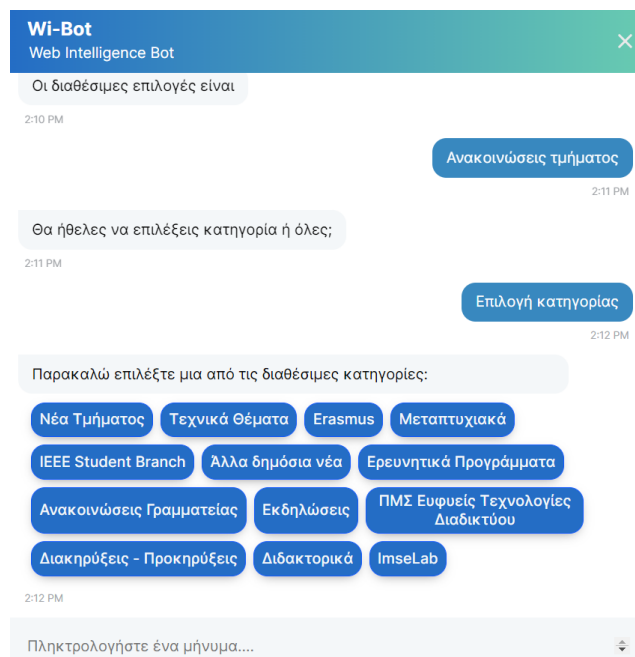 Wi-Bot
Web Intelligence Bot
Οι διαθέσιμες επιλογές είναι
2:10 PM
Ανακοινώσεις τμήματος
2:11 PM
Θα ήθελες να επιλέξεις κατηγορία ή όλες;
2:11 PM
Επιλογή κατηγορίας
2:12 PM
Παρακαλώ επιλέξτε μια από τις διαθέσιμες κατηγορίες:
Νέα Τμήματος Τεχνικά Θέματα Erasmus Μεταπτυχιακά
IEEE Student Branch Άλλα δημόσια νέα Ερευνητικά Προγράμματα
Ανακοινώσεις Γραμματείας Εκδηλώσεις ΠΜΣ Ευφυείς Τεχνολογίες
Διαδικτύου
Διακηρύξεις - Προκηρύξεις Διδακτορικά ImseLab
2:12 PM
Πληκτρολογήστε ένα μήνυμα....